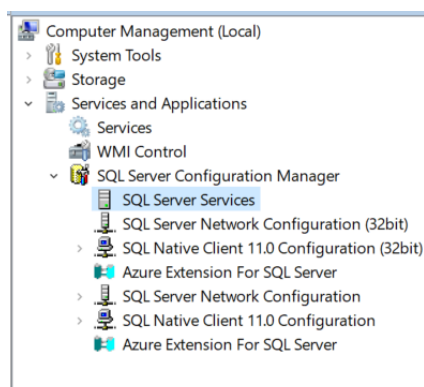 Computer Management (Local)
System Tools
Storage
Services and Applications
Services
WMI Control
SQL Server Configuration Manager
SQL Server Services
SQL Server Network Configuration (32bit)
SQL Native Client 11.0 Configuration (32bit)
Azure Extension For SQL Server
SQL Server Network Configuration
SQL Native Client 11.0 Configuration
Azure Extension For SQL Server